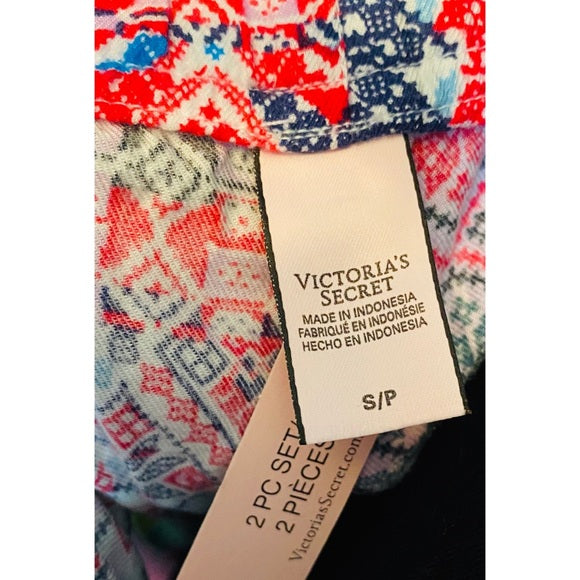 VICTORIA'S
SECRET
MADE IN INDONESIA
FABRIQUÉ EN INDONÉSIE
HECHO EN INDONESIA
S/P
2 PC SET/
2 PIÈCES
VictoriasSecret.com